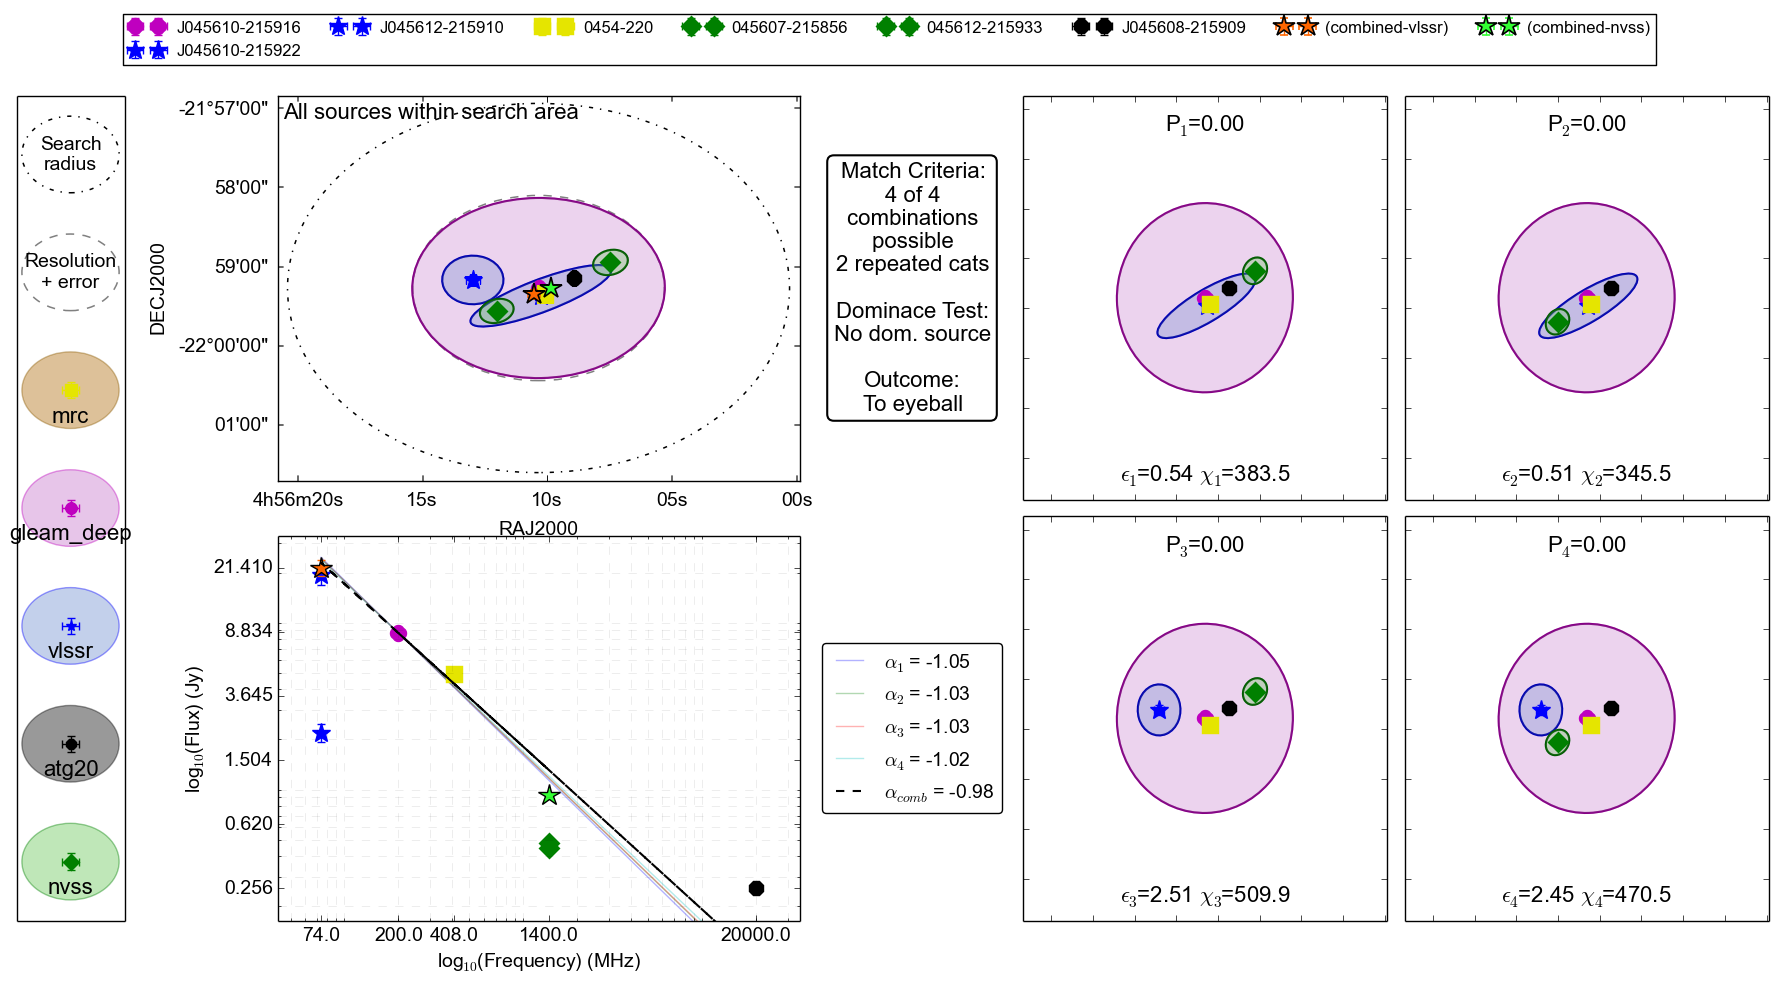 J045610-215916 J045612-215910 0454-220 045607-215856 045612-215933 J045608-215909 (combined-vlssr) (combined-nvss)
J045610-215922
Search
radius
Resolution
+ error
mrc
gleam_deep
vlssr
atg20
nvss
All sources within search area
DECJ2000
-21°57'00"
58'00"
59'00"
-22°00'00"
01'00"
4h56m20s 15s 10s 05s 00s
RAJ2000
Match Criteria:
4 of 4
combinations
possible
2 repeated cats
Dominace Test:
No dom. source
Outcome:
To eyeball
P₁=0.00
ϵ₁=0.54 χ₁=383.5
P₂=0.00
ϵ₂=0.51 χ₂=345.5
log₁₀(Flux) (Jy)
21.410
8.834
3.645
1.504
0.620
0.256
74.0 200.0 408.0 1400.0 20000.0
log₁₀(Frequency) (MHz)
α₁ = -1.05
α₂ = -1.03
α₃ = -1.03
α₄ = -1.02
α_comb = -0.98
P₃=0.00
ϵ₃=2.51 χ₃=509.9
P₄=0.00
ϵ₄=2.45 χ₄=470.5